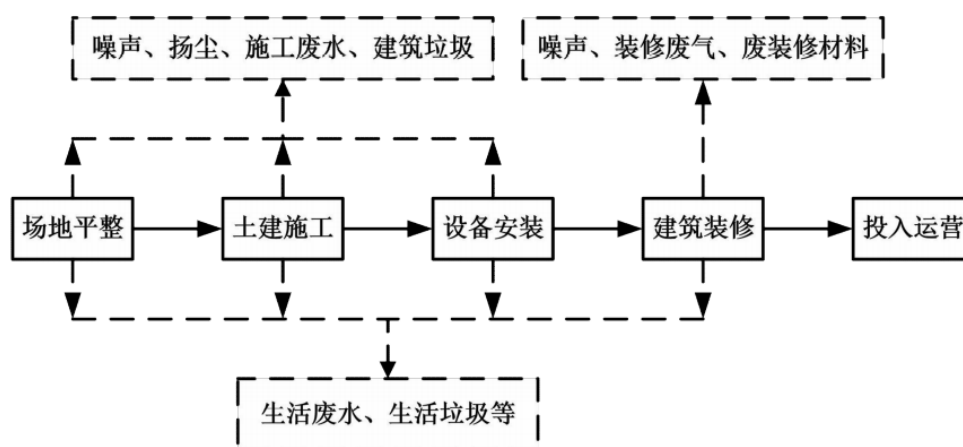 噪声、扬尘、施工废水、建筑垃圾
噪声、装修废气、废装修材料
场地平整
土建施工
设备安装
建筑装修
投入运营
生活废水、生活垃圾等